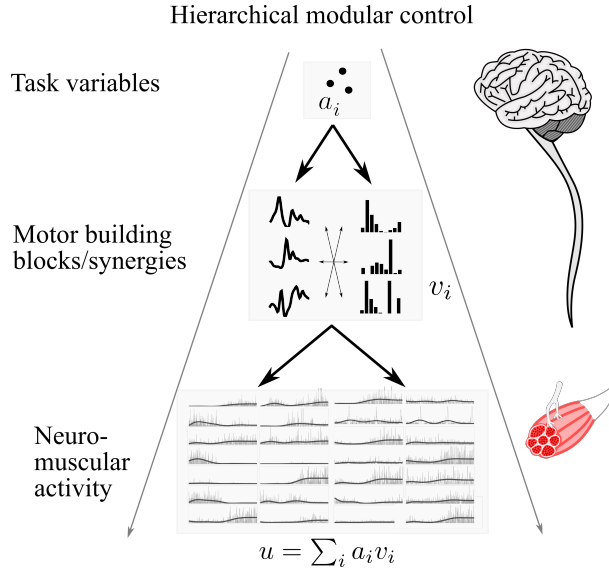 Hierarchical modular control
Task variables
a_i
Motor building
blocks/synergies
v_i
Neuro-
muscular
activity
u = ∑_i a_i v_i